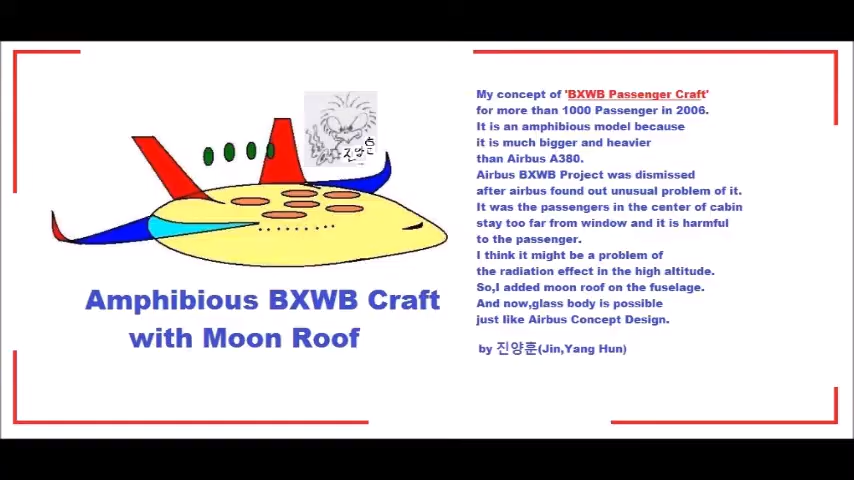 진양훈
My concept of 'BXWB Passenger Craft'
for more than 1000 Passenger in 2006.
It is an amphibious model because
it is much bigger and heavier
than Airbus A380.
Airbus BXWB Project was dismissed
after airbus found out unusual problem of it.
It was the passengers in the center of cabin
stay too far from window and it is harmful
to the passenger.
I think it might be a problem of
the radiation effect in the high altitude.
So,I added moon roof on the fuselage.
And now,glass body is possible
just like Airbus Concept Design.
by 진양훈(Jin,Yang Hun)
Amphibious BXWB Craft
with Moon Roof